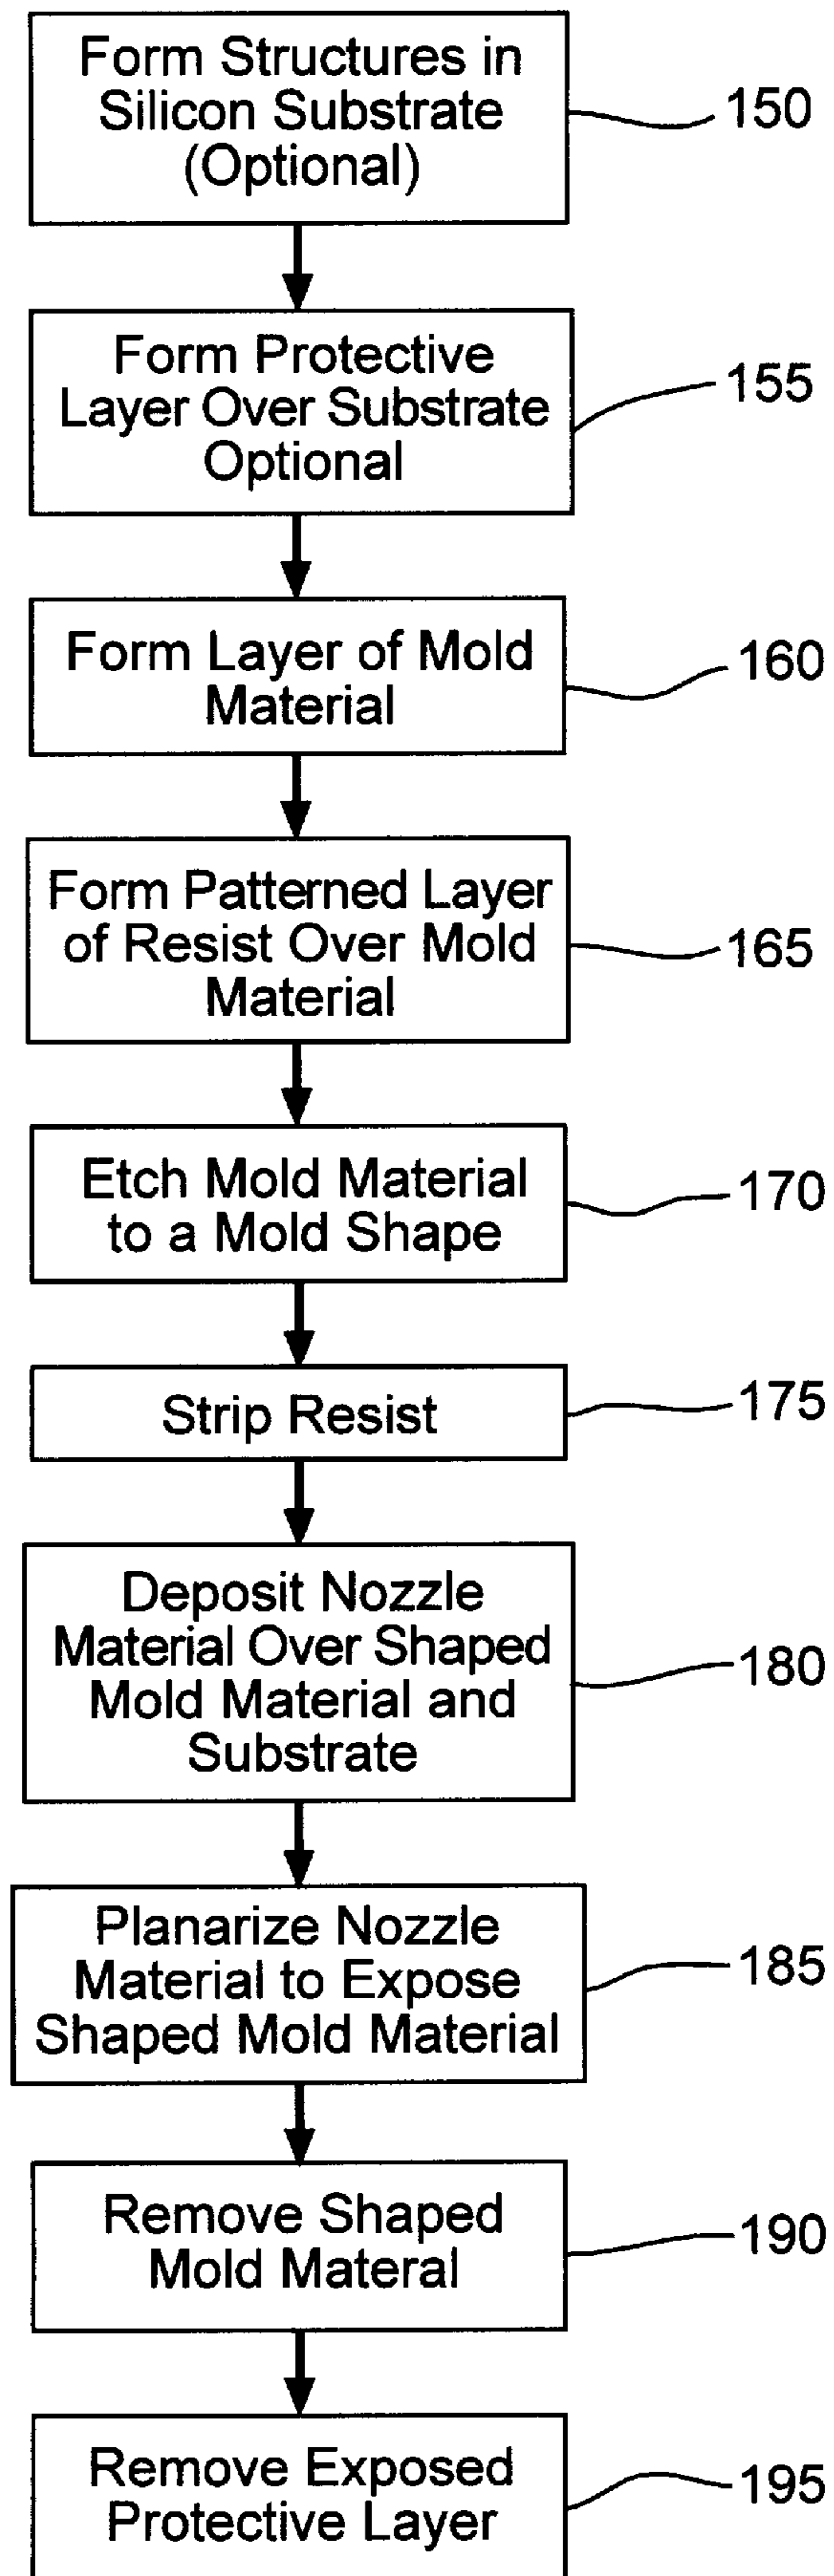 Form Structures in
Silicon Substrate
(Optional)
150
Form Protective
Layer Over Substrate
Optional
155
Form Layer of Mold
Material
160
Form Patterned Layer
of Resist Over Mold
Material
165
Etch Mold Material
to a Mold Shape
170
Strip Resist
175
Deposit Nozzle
Material Over Shaped
Mold Material and
Substrate
180
Planarize Nozzle
Material to Expose
Shaped Mold Material
185
Remove Shaped
Mold Materal
190
Remove Exposed
Protective Layer
195